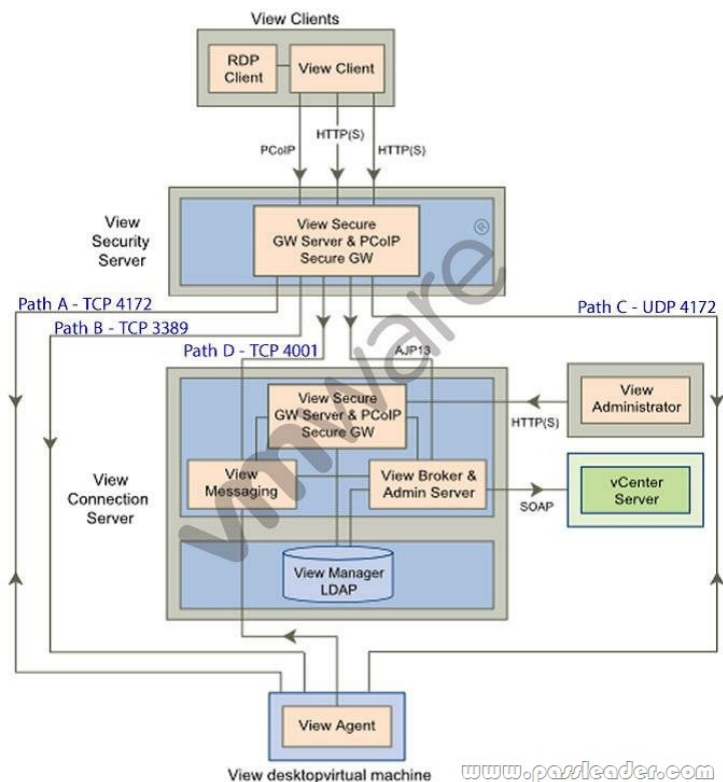 View Clients
RDP
Client
View Client
PCoIP
HTTP(S)
HTTP(S)
View
Security
Server
View Secure
GW Server & PCoIP
Secure GW
Path A - TCP 4172
Path B - TCP 3389
Path D - TCP 4001
AJP13
Path C - UDP 4172
View
Connection
Server
View Secure
GW Server & PCoIP
Secure GW
HTTP(S)
View
Administrator
View
Messaging
View Broker &
Admin Server
SOAP
vCenter
Server
View Manager
LDAP
View Agent
View desktopvirtual machine
vmware®
www.passleader.com